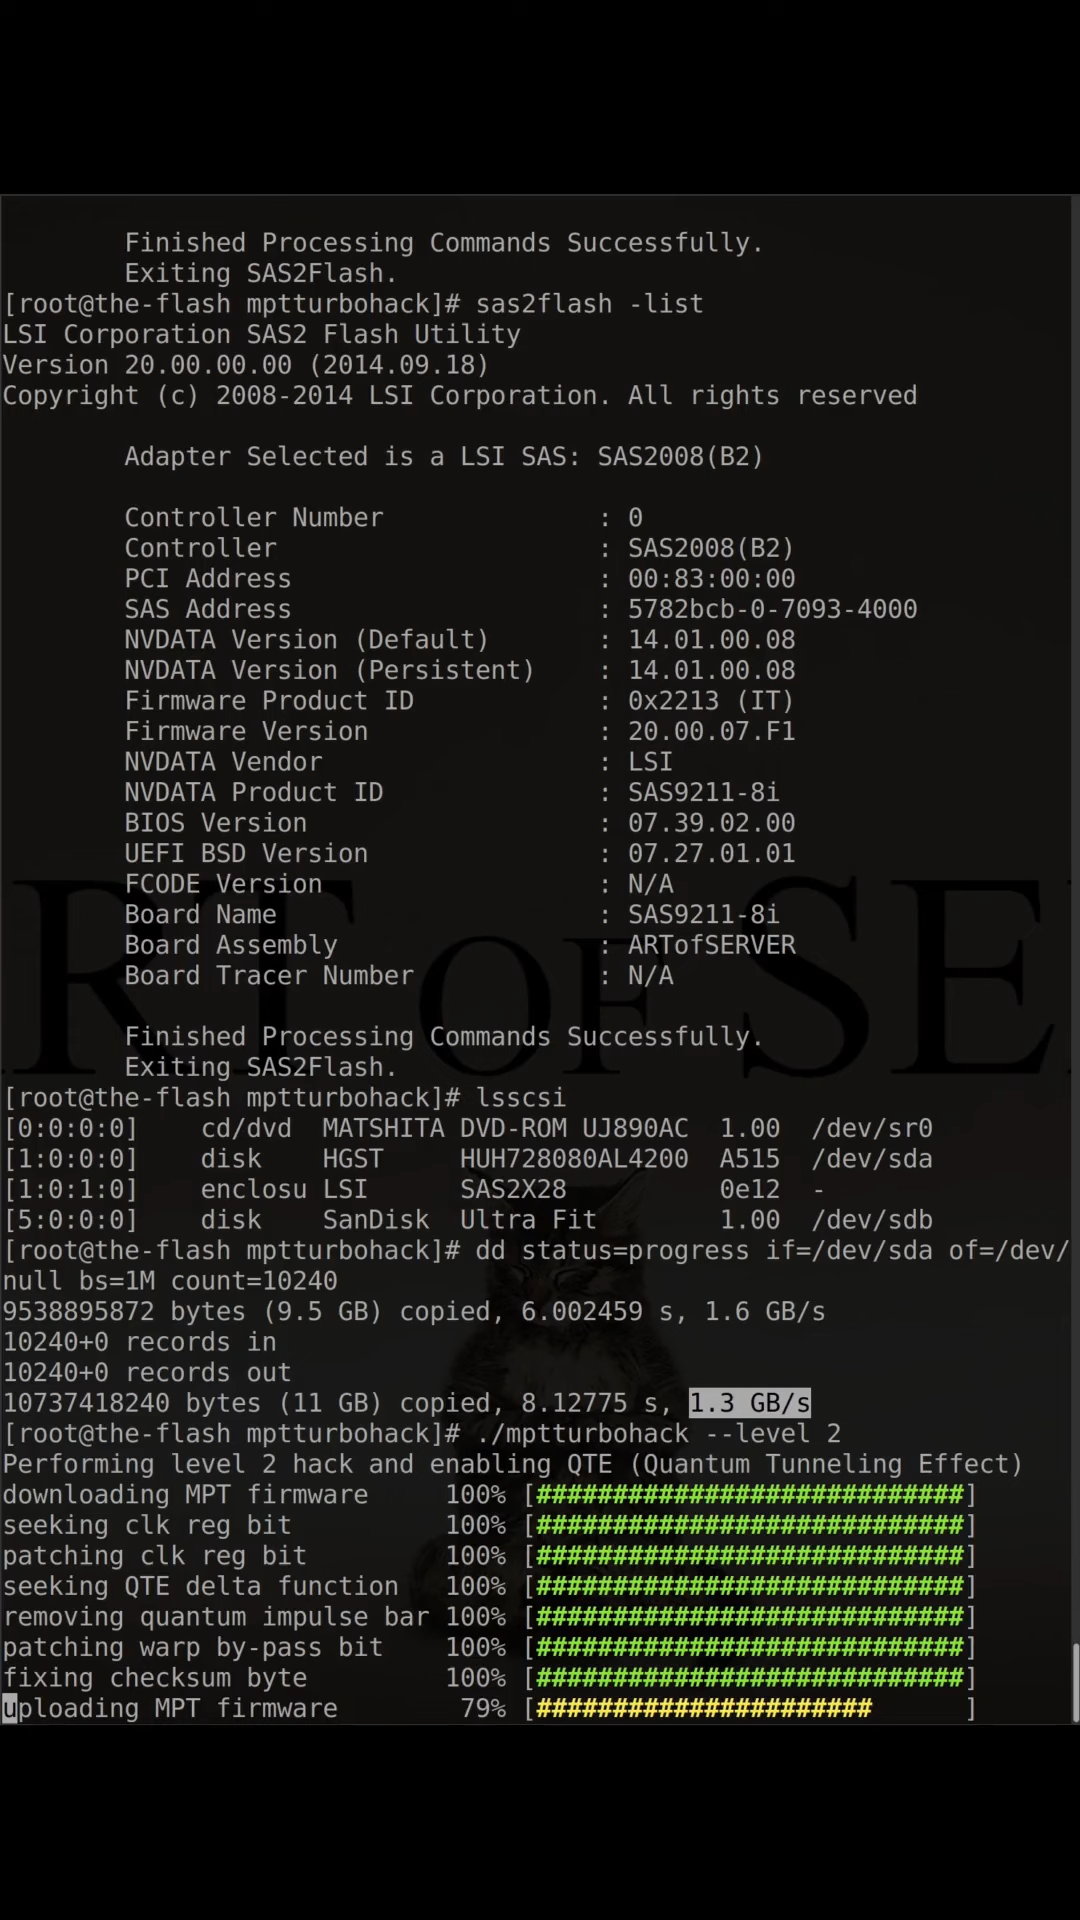 Finished Processing Commands Successfully.
Exiting SAS2Flash.
[root@the-flash mptturbohack]# sas2flash -list
LSI Corporation SAS2 Flash Utility
Version 20.00.00.00 (2014.09.18)
Copyright (c) 2008-2014 LSI Corporation. All rights reserved
Adapter Selected is a LSI SAS: SAS2008(B2)
Controller Number : 0
Controller : SAS2008(B2)
PCI Address : 00:83:00:00
SAS Address : 5782bcb-0-7093-4000
NVDATA Version (Default) : 14.01.00.08
NVDATA Version (Persistent) : 14.01.00.08
Firmware Product ID : 0x2213 (IT)
Firmware Version : 20.00.07.F1
NVDATA Vendor : LSI
NVDATA Product ID : SAS9211-8i
BIOS Version : 07.39.02.00
UEFI BSD Version : 07.27.01.01
FCODE Version : N/A
Board Name : SAS9211-8i
Board Assembly : ARTofSERVER
Board Tracer Number : N/A
RT OF SE
Finished Processing Commands Successfully.
Exiting SAS2Flash.
[root@the-flash mptturbohack]# lsscsi
[0:0:0:0] cd/dvd MATSHITA DVD-ROM UJ890AC 1.00 /dev/sr0
[1:0:0:0] disk HGST HUH728080AL4200 A515 /dev/sda
[1:0:1:0] enclosu LSI SAS2X28 0e12 -
[5:0:0:0] disk SanDisk Ultra Fit 1.00 /dev/sdb
[root@the-flash mptturbohack]# dd status=progress if=/dev/sda of=/dev/
null bs=1M count=10240
9538895872 bytes (9.5 GB) copied, 6.002459 s, 1.6 GB/s
10240+0 records in
10240+0 records out
10737418240 bytes (11 GB) copied, 8.12775 s, 1.3 GB/s
[root@the-flash mptturbohack]# ./mptturbohack --level 2
Performing level 2 hack and enabling QTE (Quantum Tunneling Effect)
downloading MPT firmware 100% [############################]
seeking clk reg bit 100% [############################]
patching clk reg bit 100% [############################]
seeking QTE delta function 100% [############################]
removing quantum impulse bar 100% [############################]
patching warp by-pass bit 100% [############################]
fixing checksum byte 100% [############################]
uploading MPT firmware 79% [###################### ]